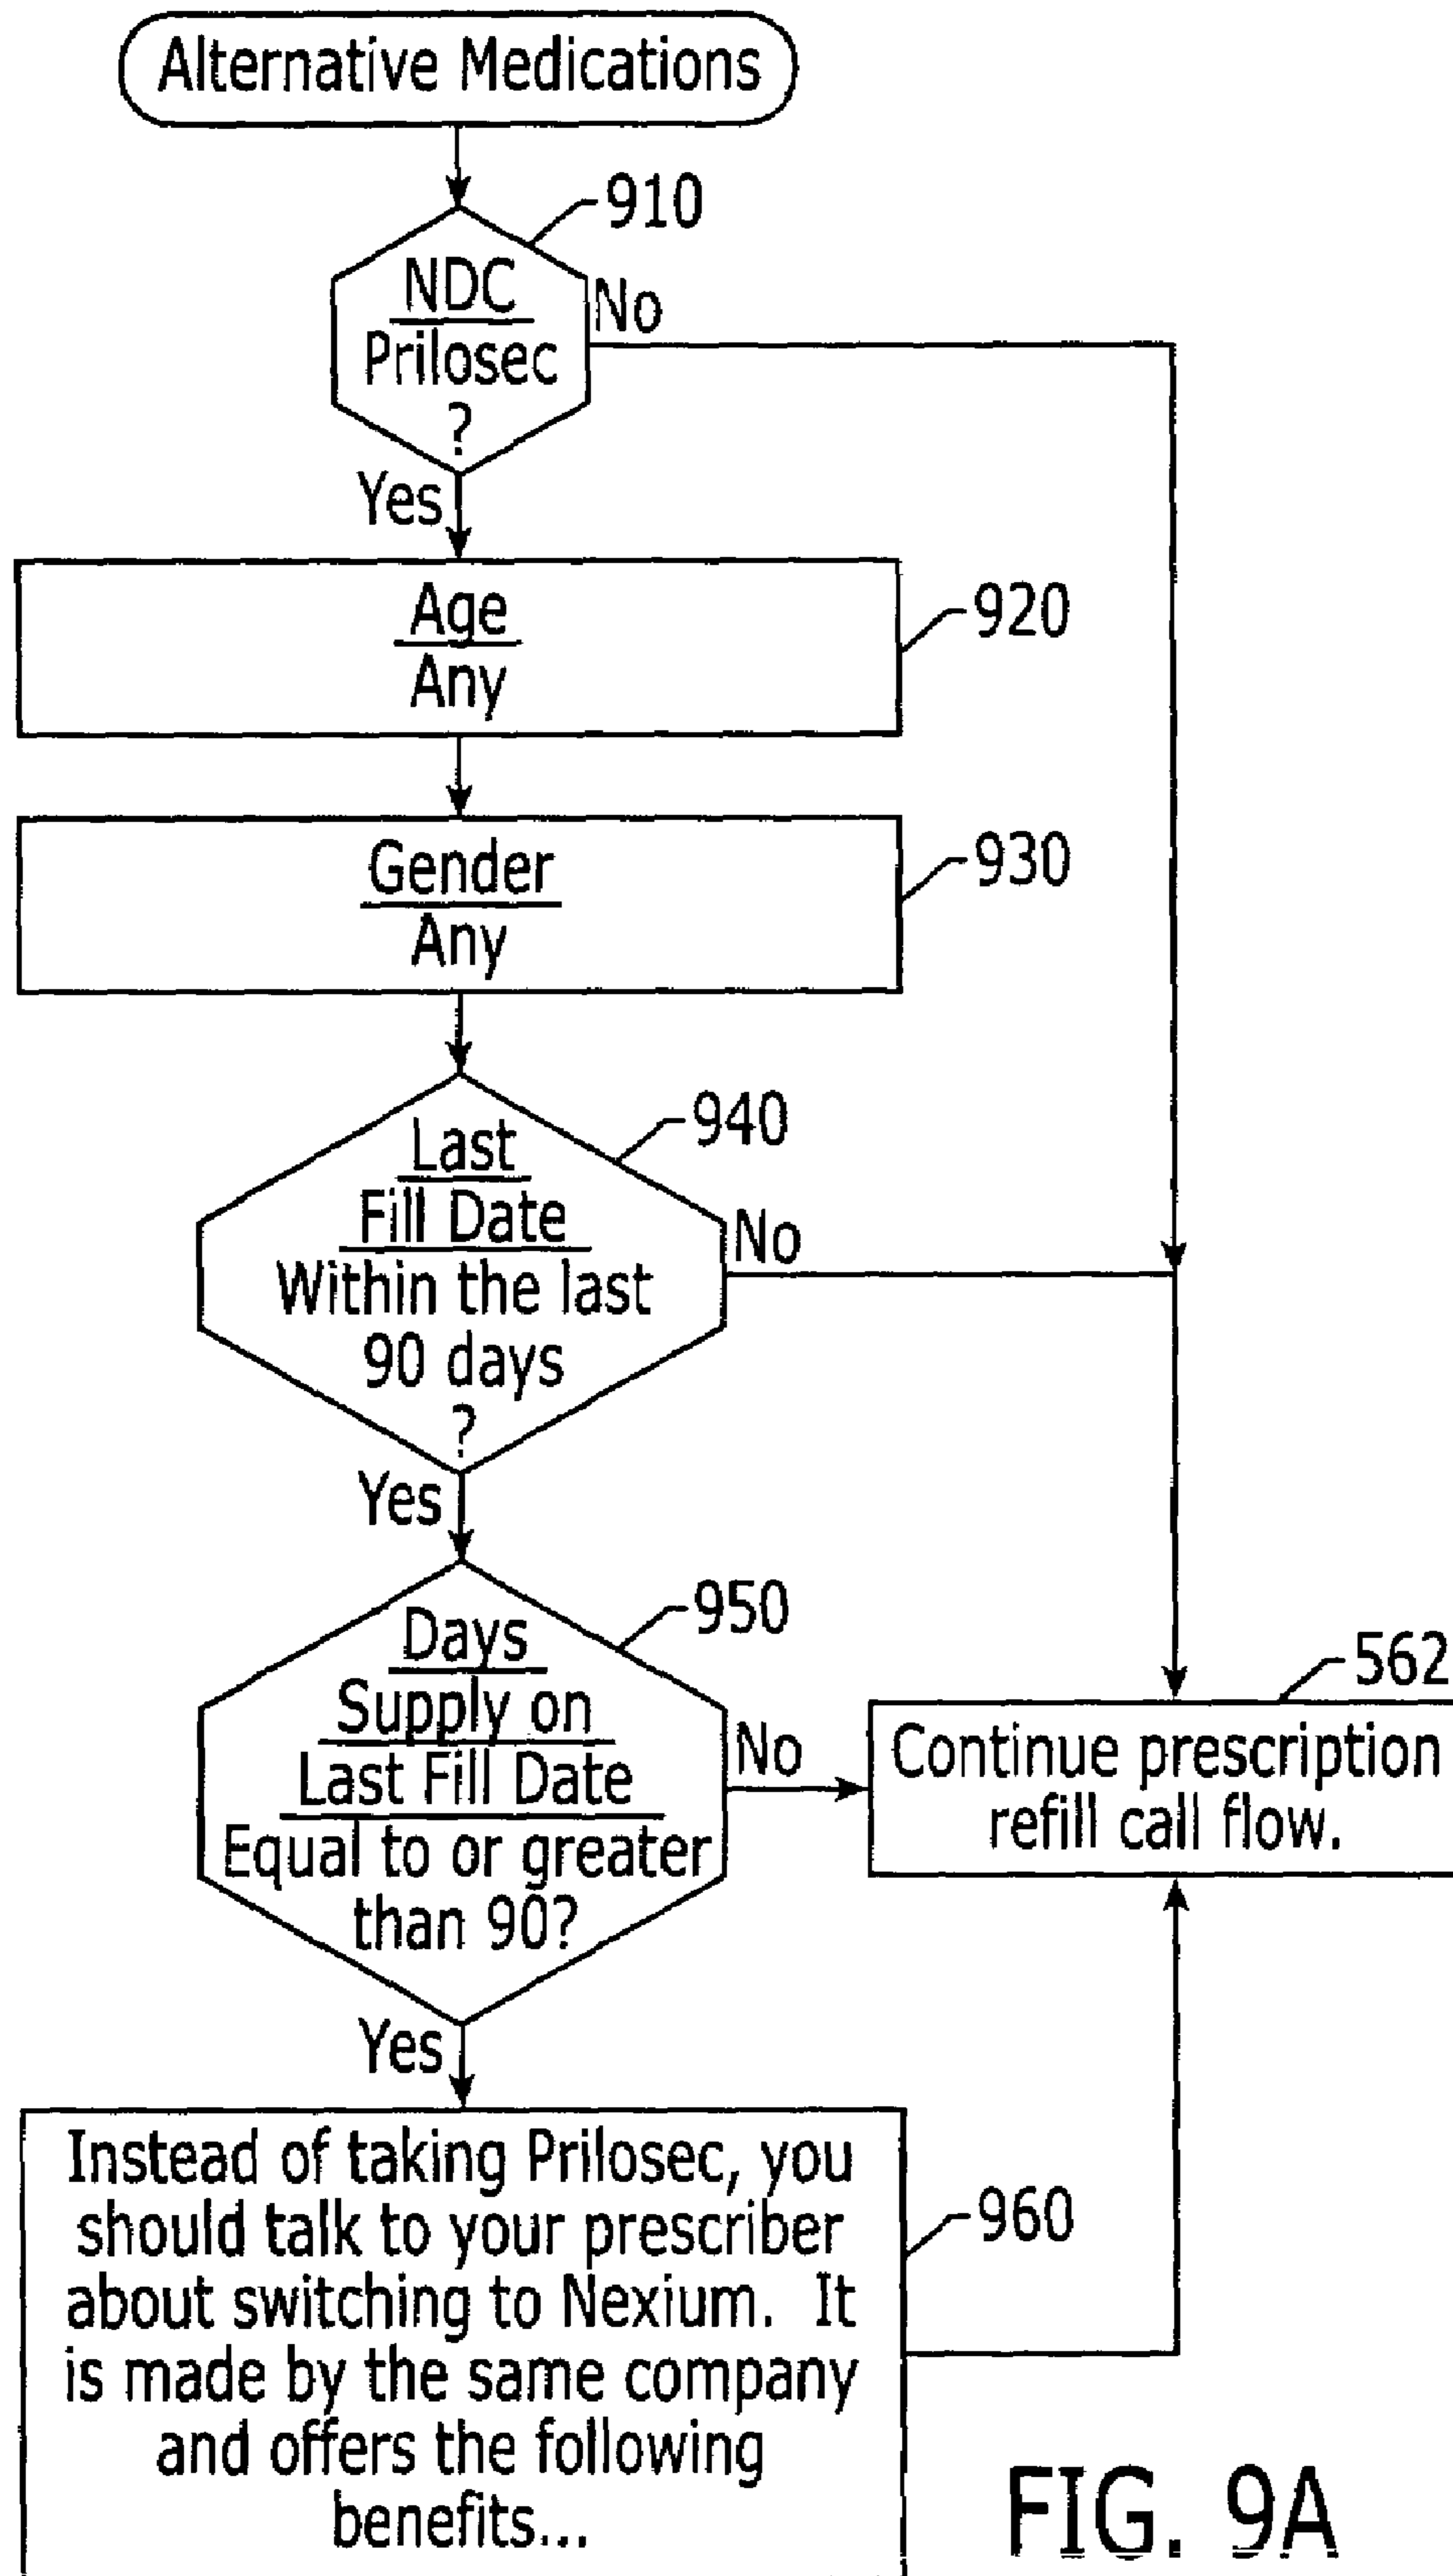 Alternative Medications
910
NDC
No
Prilosec
?
Yes
Age
920
Any
Gender
930
Any
940
Last
Fill Date
No
Within the last
90 days
?
Yes
950
Days
Supply on
Last Fill Date
No
Equal to or greater
than 90?
562
Continue prescription
refill call flow.
Yes
Instead of taking Prilosec, you
should talk to your prescriber
about switching to Nexium. It
is made by the same company
and offers the following
benefits...
960
FIG. 9A